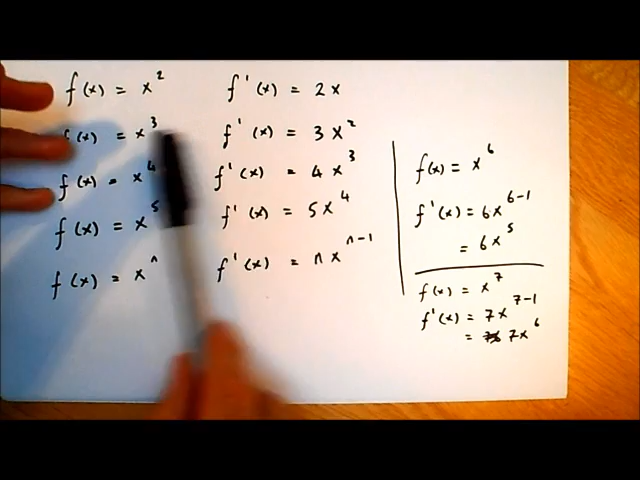 f(x) = x² f'(x) = 2x
f(x) = x³ f'(x) = 3x²
f(x) = x⁴ f'(x) = 4x³
f(x) = x⁵ f'(x) = 5x⁴
f(x) = xⁿ f'(x) = nxⁿ⁻¹
f(x) = x⁶
f'(x) = 6x⁶⁻¹
= 6x⁵
f(x) = x⁷
f'(x) = 7x⁷⁻¹
= 7x⁶